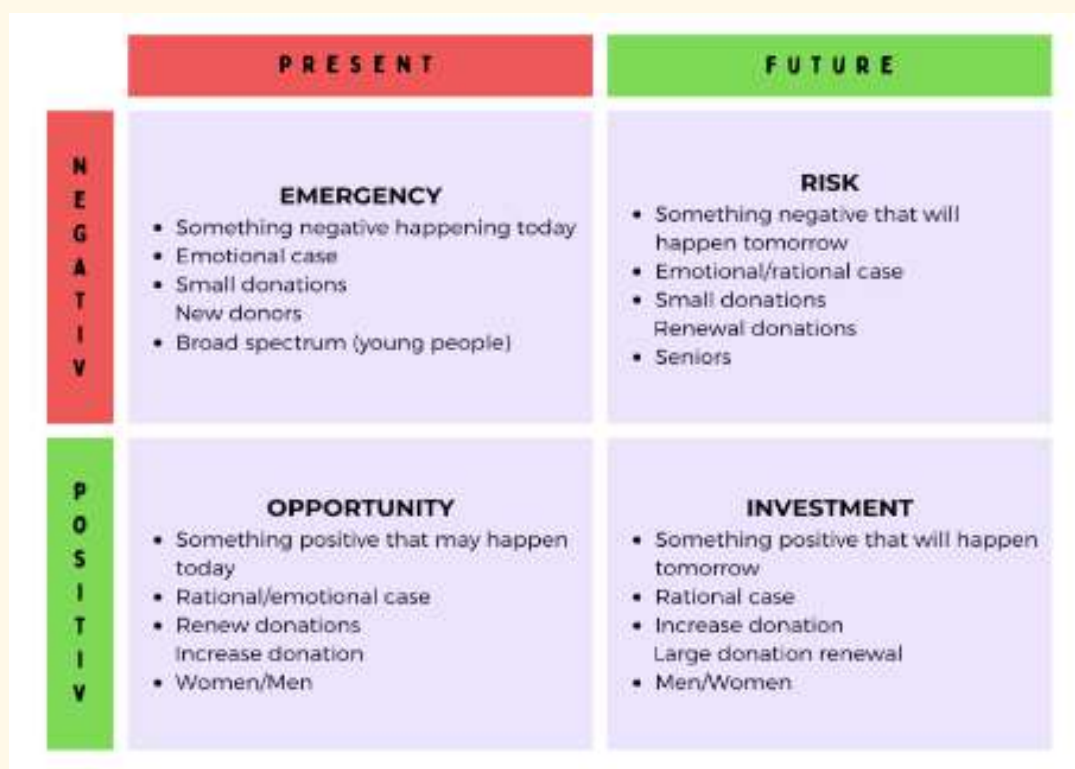 PRESENT
FUTURE
NEGATIV
EMERGENCY
• Something negative happening today
• Emotional case
• Small donations
New donors
• Broad spectrum (young people)
RISK
• Something negative that will
happen tomorrow
• Emotional/rational case
• Small donations
Renewal donations
• Seniors
POSITIV
OPPORTUNITY
• Something positive that may happen
today
• Rational/emotional case
• Renew donations
Increase donation
• Women/Men
INVESTMENT
• Something positive that will happen
tomorrow
• Rational case
• Increase donation
Large donation renewal
• Men/Women